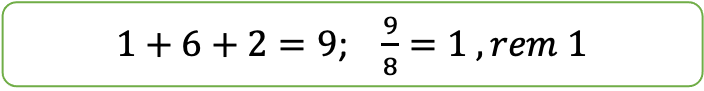 1 + 6 + 2 = 9; 9/8 = 1 , rem 1